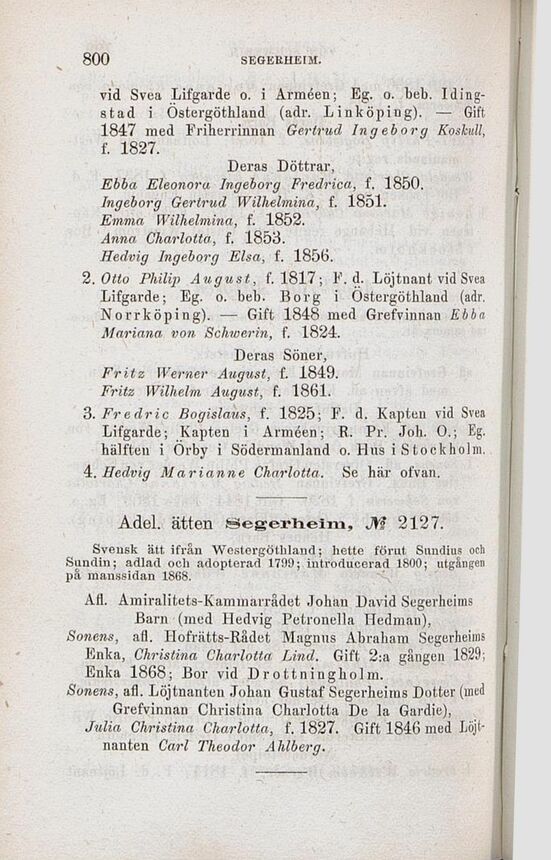 800 SEGERHEIM.
vid Svea Lifgarde o. i Arméen; Eg. o. beb. Iding-
stad i Östergöthland (adr. Linköping). — Gift
1847 med Friherrinnan Gertrud Ingeborg Koskull,
f. 1827.
Deras Döttrar,
Ebba Eleonora Ingeborg Fredrica, f. 1850.
Ingeborg Gertrud Wilhelmina, f. 1851.
Emma Wilhelmina, f. 1852.
Anna Charlotta, f. 1853.
Hedvig Ingeborg Elsa, f. 1856.
2. Otto Philip August, f. 1817; F. d. Löjtnant vid Svea
Lifgarde; Eg. o. beb. Borg i Östergöthland (adr.
Norrköping). — Gift 1848 med Grefvinnan Ebba
Mariana von Schwerin, f. 1824.
Deras Söner,
Fritz Werner August, f. 1849.
Fritz Wilhelm August, f. 1861.
3. Fredric Bogislaus, f. 1825; F. d. Kapten vid Svea
Lifgarde; Kapten i Arméen; R. Pr. Joh. O.; Eg.
hälften i Örby i Södermanland o. Hus i Stockholm.
4. Hedvig Marianne Charlotta. Se här ofvan.
Adel. ätten Segerheim, № 2127.
Svensk ätt ifrån Westergöthland; hette förut Sundius och
Sundin; adlad och adopterad 1799; introducerad 1800; utgången
på manssidan 1868.
Afl. Amiralitets-Kammarrådet Johan David Segerheims
Barn (med Hedvig Petronella Hedman),
Sonens, afl. Hofrätts-Rådet Magnus Abraham Segerheims
Enka, Christina Charlotta Lind. Gift 2:a gången 1829;
Enka 1868; Bor vid Drottningholm.
Sonens, afl. Löjtnanten Johan Gustaf Segerheims Dotter (med
Grefvinnan Christina Charlotta De la Gardie),
Julia Christina Charlotta, f. 1827. Gift 1846 med Löjt-
nanten Carl Theodor Ahlberg.